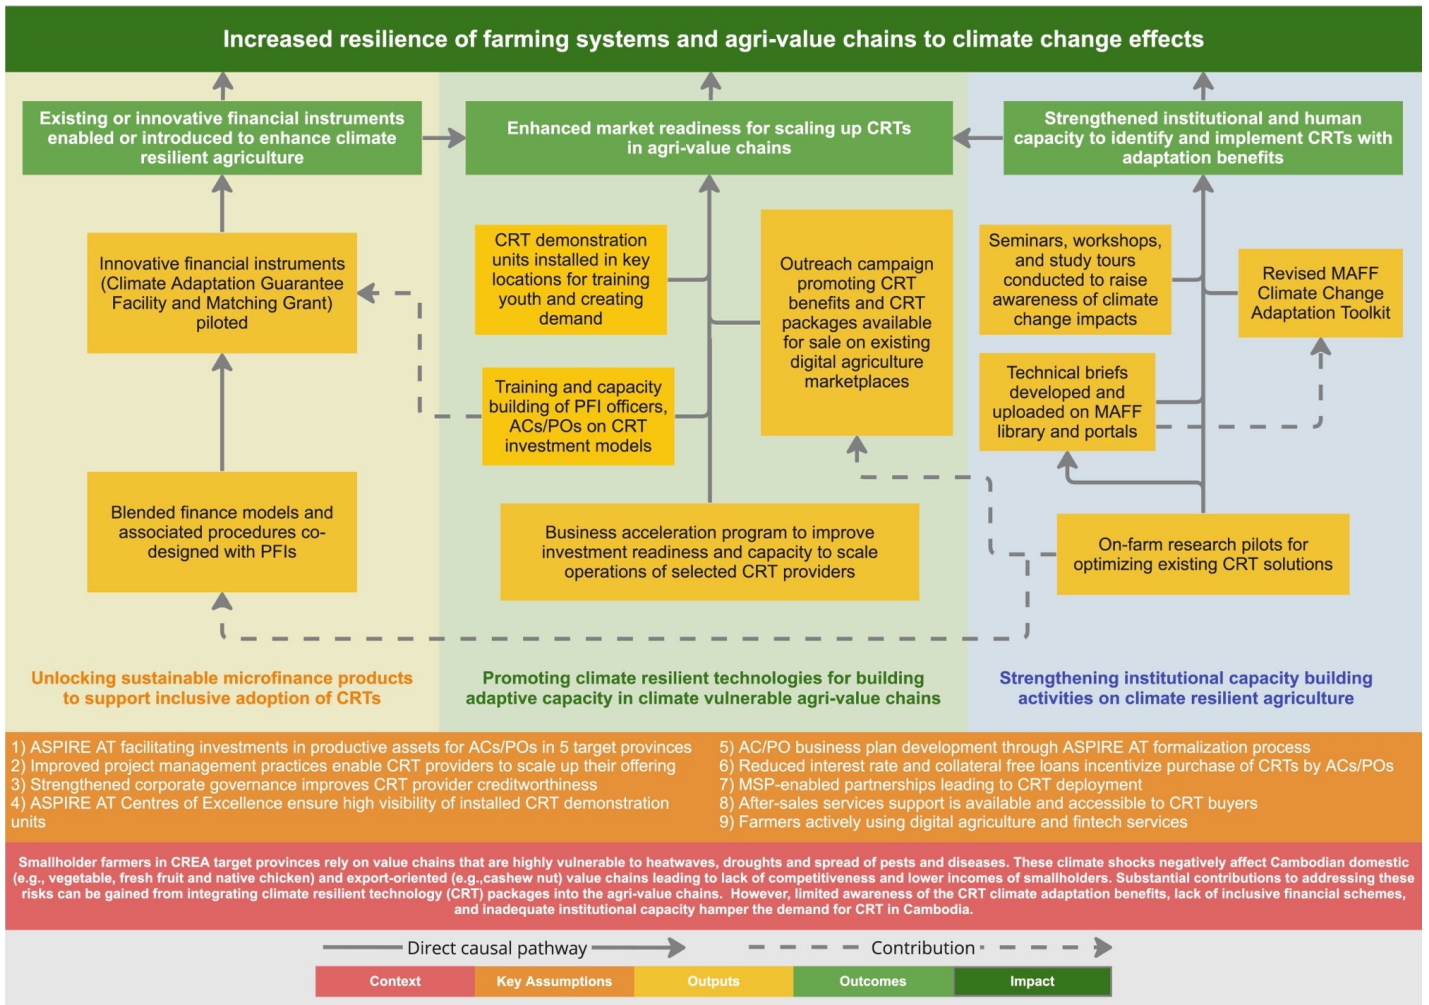 Increased resilience of farming systems and agri-value chains to climate change effects
Existing or innovative financial instruments
enabled or introduced to enhance climate
resilient agriculture
Enhanced market readiness for scaling up CRTs
in agri-value chains
Strengthened institutional and human
capacity to identify and implement CRTs with
adaptation benefits
Innovative financial instruments
(Climate Adaptation Guarantee
Facility and Matching Grant)
piloted
CRT demonstration
units installed in key
locations for training
youth and creating
demand
Outreach campaign
promoting CRT
benefits and CRT
packages available
for sale on existing
digital agriculture
marketplaces
Seminars, workshops,
and study tours
conducted to raise
awareness of climate
change impacts
Revised MAFF
Climate Change
Adaptation Toolkit
Training and capacity
building of PFI officers,
ACs/POs on CRT
investment models
Technical briefs
developed and
uploaded on MAFF
library and portals
Blended finance models and
associated procedures co-
designed with PFIs
Business acceleration program to improve
investment readiness and capacity to scale
operations of selected CRT providers
On-farm research pilots for
optimizing existing CRT solutions
Unlocking sustainable microfinance products
to support inclusive adoption of CRTs
Promoting climate resilient technologies for building
adaptive capacity in climate vulnerable agri-value chains
Strengthening institutional capacity building
activities on climate resilient agriculture
1) ASPIRE AT facilitating investments in productive assets for ACs/POs in 5 target provinces
2) Improved project management practices enable CRT providers to scale up their offering
3) Strengthened corporate governance improves CRT provider creditworthiness
4) ASPIRE AT Centres of Excellence ensure high visibility of installed CRT demonstration
units
5) AC/PO business plan development through ASPIRE AT formalization process
6) Reduced interest rate and collateral free loans incentivize purchase of CRTs by ACs/POs
7) MSP-enabled partnerships leading to CRT deployment
8) After-sales services support is available and accessible to CRT buyers
9) Farmers actively using digital agriculture and fintech services
Smallholder farmers in CREA target provinces rely on value chains that are highly vulnerable to heatwaves, droughts and spread of pests and diseases. These climate shocks negatively affect Cambodian domestic
(e.g., vegetable, fresh fruit and native chicken) and export-oriented (e.g.,cashew nut) value chains leading to lack of competitiveness and lower incomes of smallholders. Substantial contributions to addressing these
risks can be gained from integrating climate resilient technology (CRT) packages into the agri-value chains. However, limited awareness of the CRT climate adaptation benefits, lack of inclusive financial schemes,
and inadequate institutional capacity hamper the demand for CRT in Cambodia.
Direct causal pathway
Contribution
Context
Key Assumptions
Outputs
Outcomes
Impact